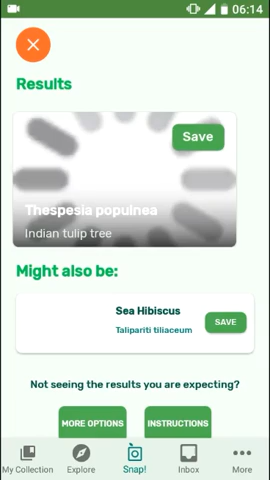 06:14
Results
Save
Thespesia populnea
Indian tulip tree
Might also be:
Sea Hibiscus
Talipariti tiliaceum
SAVE
Not seeing the results you are expecting?
MORE OPTIONS
INSTRUCTIONS
My Collection
Explore
Snap!
Inbox
More